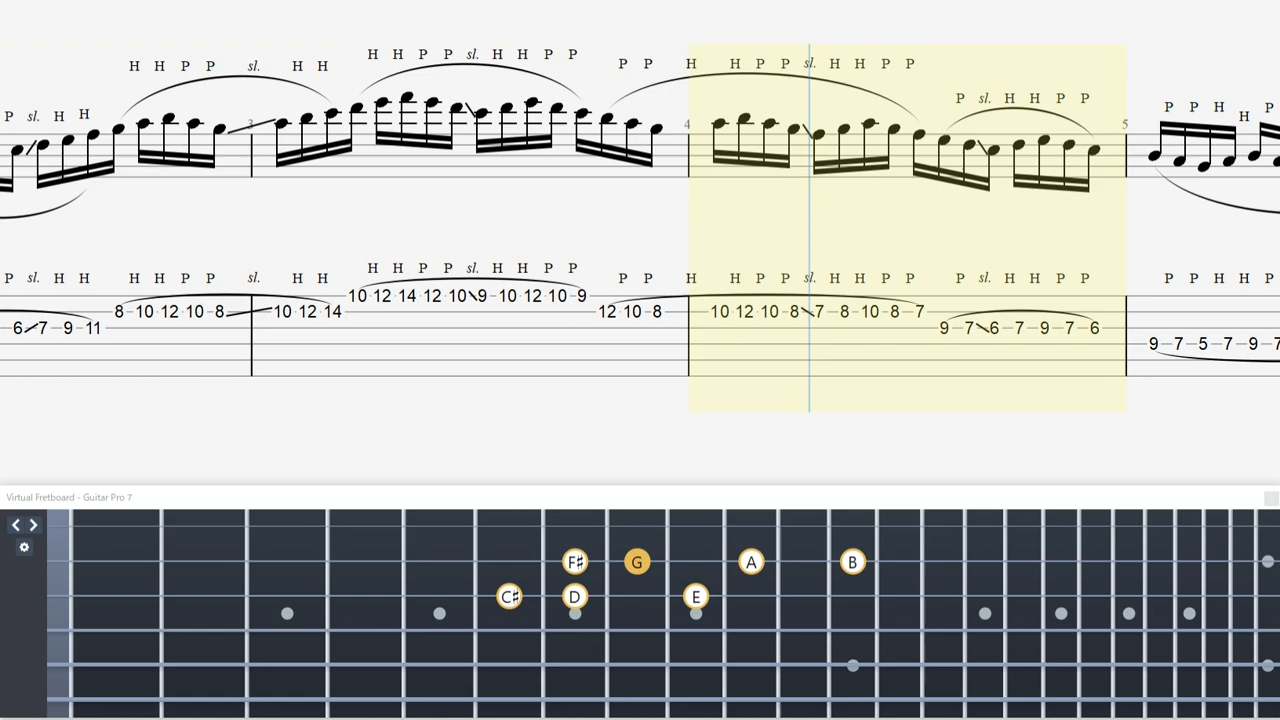 P sl. H H H H P P sl. H H H H P P sl. H H P P P P H H P P sl. H H P P P sl. H H P P P P H H P
3 4 5
P sl. H H H H P P sl. H H H H P P sl. H H P P P P H H P P sl. H H P P P sl. H H P P P P H P
10 12 14 12 10 9 10 12 10 9
8 10 12 10 8 10 12 14 12 10 8 10 12 10 8 7 8 10 8 7
6 7 9 11 9 7 6 7 9 7 6
9 7 5 7 9 7
Virtual Fretboard - Guitar Pro 7
F♯ G A B
C♯ D E